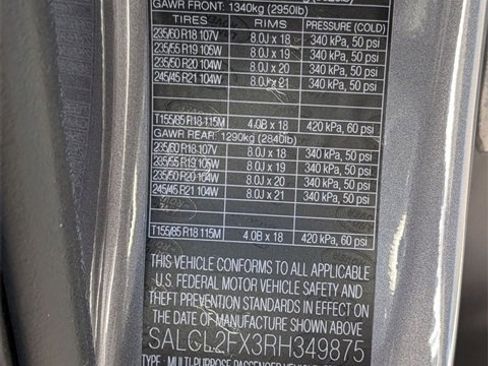 GAWR FRONT: 1340kg (2950lb)
TIRES RIMS PRESSURE (COLD)
235/60 R18 107V 8.0J x 18 340 kPa, 50 psi
235/55 R19 105W 8.0J x 19 340 kPa, 50 psi
235/50 R20 104W 8.0J x 20 340 kPa, 50 psi
245/45 R21 104W 8.0J x 21 340 kPa, 50 psi
T155/85 R18 115M 4.0B x 18 420 kPa, 60 psi
GAWR REAR: 1290kg (2840lb)
235/60 R18 107V 8.0J x 18 340 kPa, 50 psi
235/55 R19 105W 8.0J x 19 340 kPa, 50 psi
235/50 R20 104W 8.0J x 20 340 kPa, 50 psi
245/45 R21 104W 8.0J x 21 340 kPa, 50 psi
T155/85 R18 115M 4.0B x 18 420 kPa, 60 psi
THIS VEHICLE CONFORMS TO ALL APPLICABLE
U.S. FEDERAL MOTOR VEHICLE SAFETY AND
THEFT PREVENTION STANDARDS IN EFFECT ON
THE DATE OF MANUFACTURE SHOWN ABOVE
SALCL2FX3RH349875
TYPE: MULTI-PURPOSE PASSENGER VEHICLE